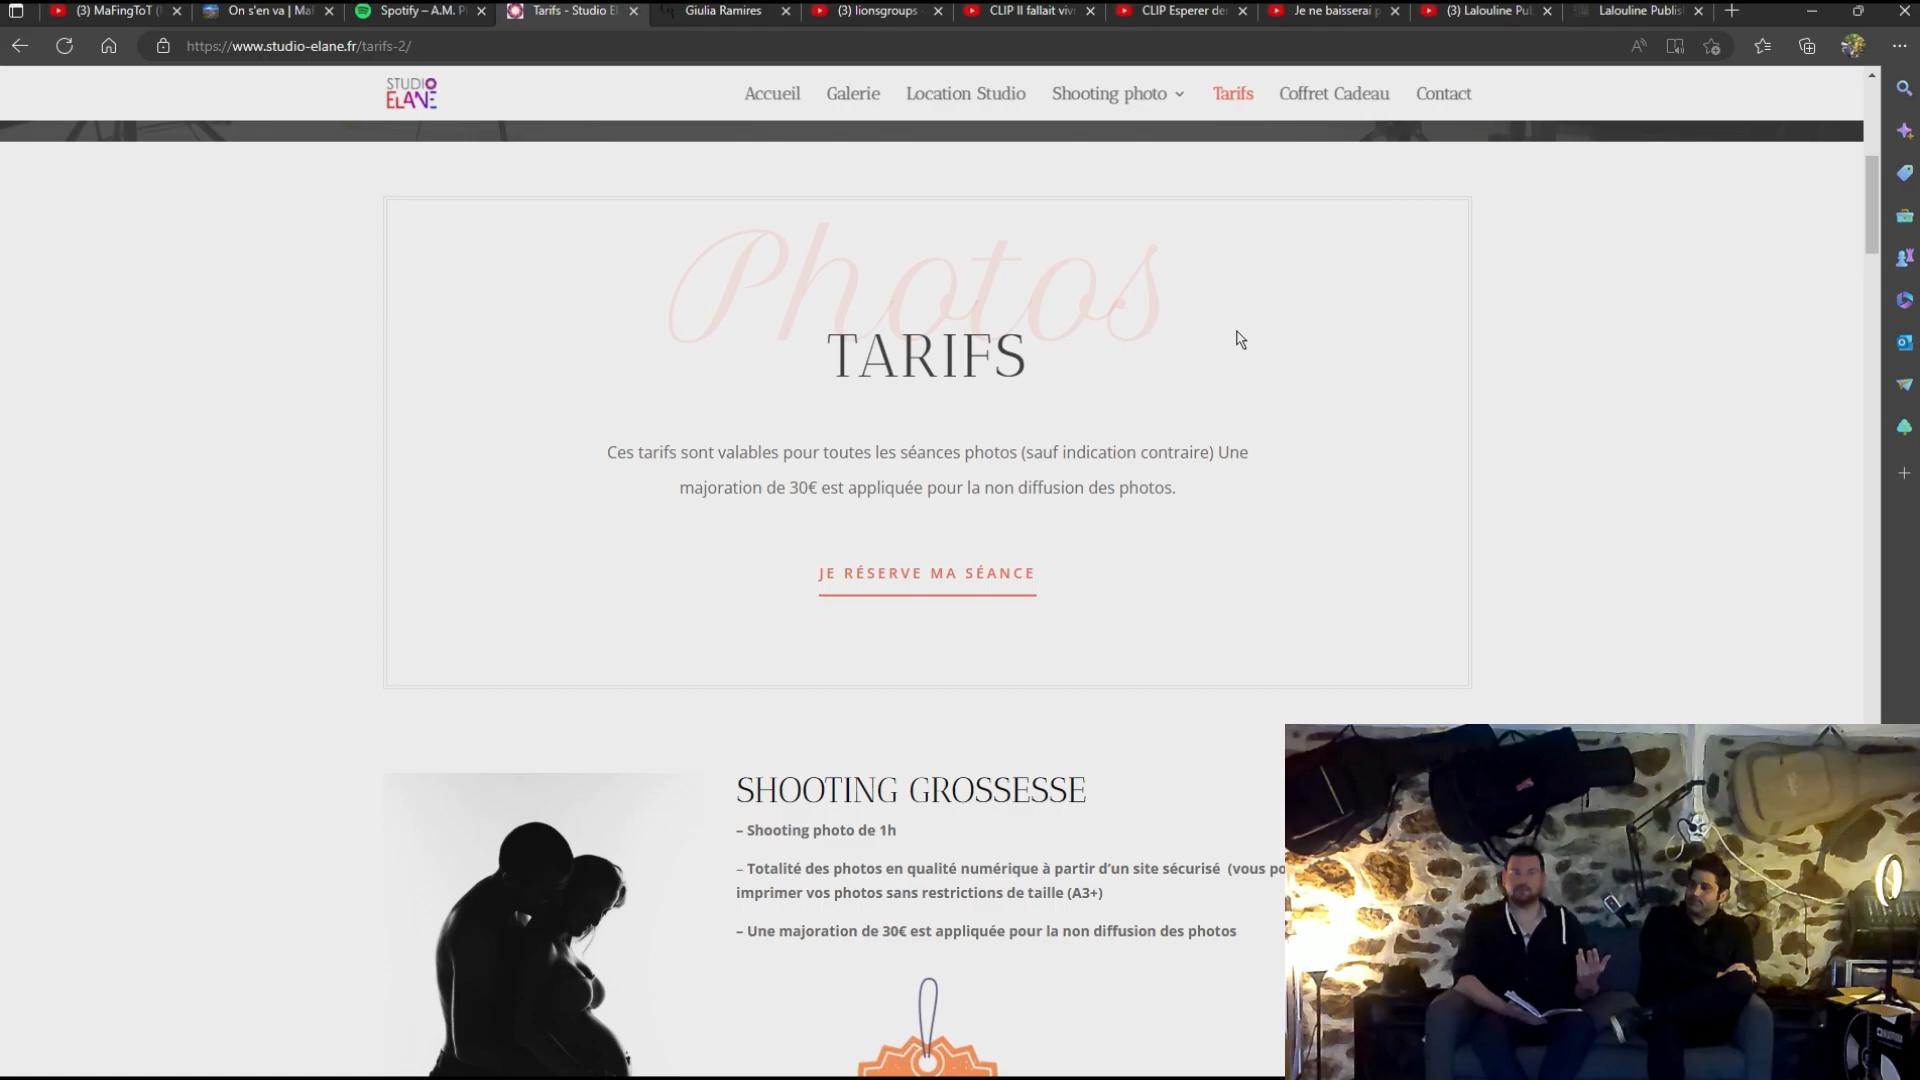 (3) MaFingToT (
On s'en va | Ma
Spotify – A.M. P
Tarifs - Studio E
Giulia Ramires
(3) lionsgroups
CLIP Il fallait viv
CLIP Esperer de
Je ne baisserai p
(3) Lalouline Pu
Lalouline Publis
https://www.studio-elane.fr/tarifs-2/
STUDIO
ELANE
Accueil
Galerie
Location Studio
Shooting photo
Tarifs
Coffret Cadeau
Contact
Photos
TARIFS
Ces tarifs sont valables pour toutes les séances photos (sauf indication contraire) Une
majoration de 30€ est appliquée pour la non diffusion des photos.
JE RÉSERVE MA SÉANCE
SHOOTING GROSSESSE
– Shooting photo de 1h
– Totalité des photos en qualité numérique à partir d'un site sécurisé (vous po
imprimer vos photos sans restrictions de taille (A3+)
– Une majoration de 30€ est appliquée pour la non diffusion des photos